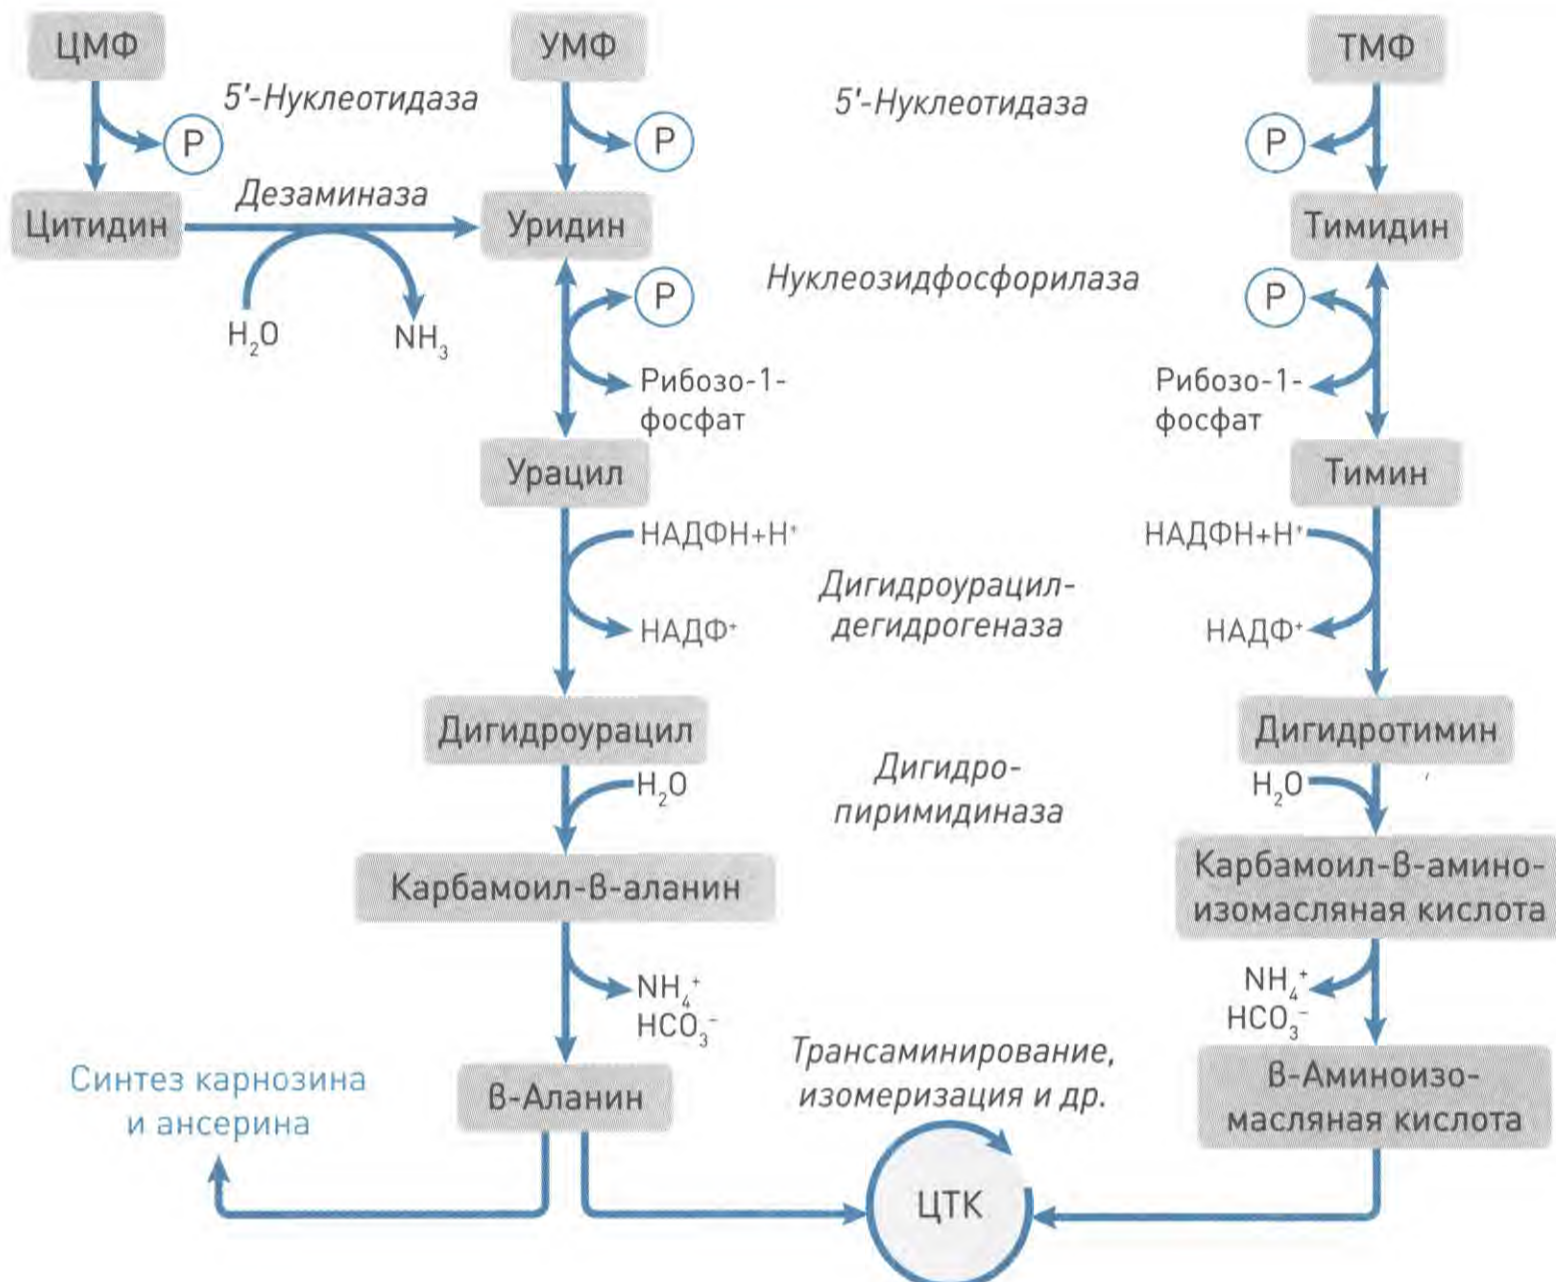 ЦМФ
УМФ
ТМФ
5'-Нуклеотидаза
5'-Нуклеотидаза
P
P
P
Цитидин
Дезаминаза
Уридин
Тимидин
H₂O
NH₃
P
Нуклеозидфосфорилаза
P
Рибозо-1-
фосфат
Рибозо-1-
фосфат
Урацил
Тимин
НАДФН+Н⁺
НАДФН+Н⁺
Дигидроурацил-
дегидрогеназа
НАДФ⁺
НАДФ⁺
Дигидроурацил
Дигидротимин
H₂O
Дигидро-
пиримидиназа
H₂O
Карбамоил-β-аланин
Карбамоил-β-амино-
изомасляная кислота
NH₄⁺
HCO₃⁻
NH₄⁺
HCO₃⁻
Синтез карнозина
и ансерина
β-Аланин
Трансаминирование,
изомеризация и др.
β-Аминоизо-
масляная кислота
ЦТК